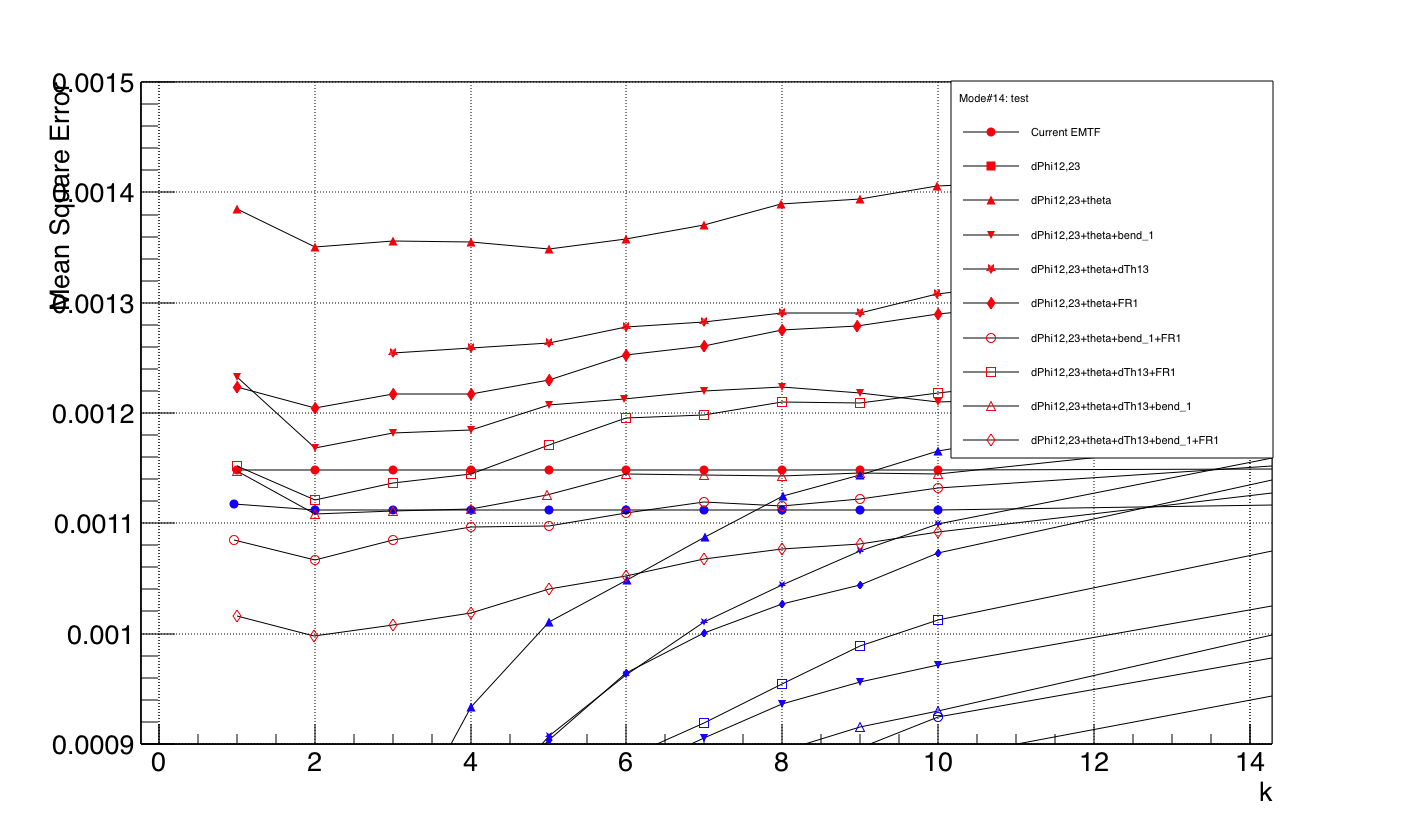 Mean Square Error
0.0015
0.0014
0.0013
0.0012
0.0011
0.001
0.0009
0 2 4 6 8 10 12 14
k
Mode#14: test
Current EMTF
dPhi12,23
dPhi12,23+theta
dPhi12,23+theta+bend_1
dPhi12,23+theta+dTh13
dPhi12,23+theta+FR1
dPhi12,23+theta+bend_1+FR1
dPhi12,23+theta+dTh13+FR1
dPhi12,23+theta+dTh13+bend_1
dPhi12,23+theta+dTh13+bend_1+FR1